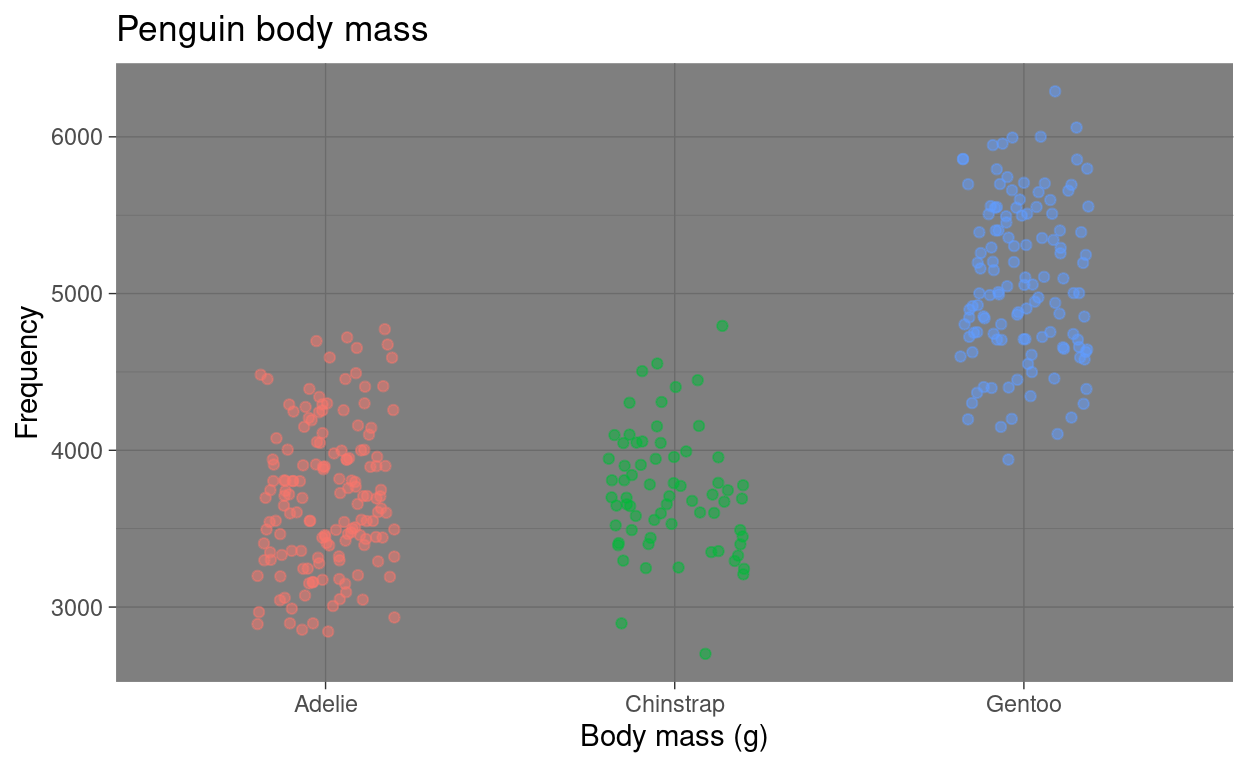 Penguin body mass
6000
5000
4000
3000
Frequency
Adelie Chinstrap Gentoo
Body mass (g)